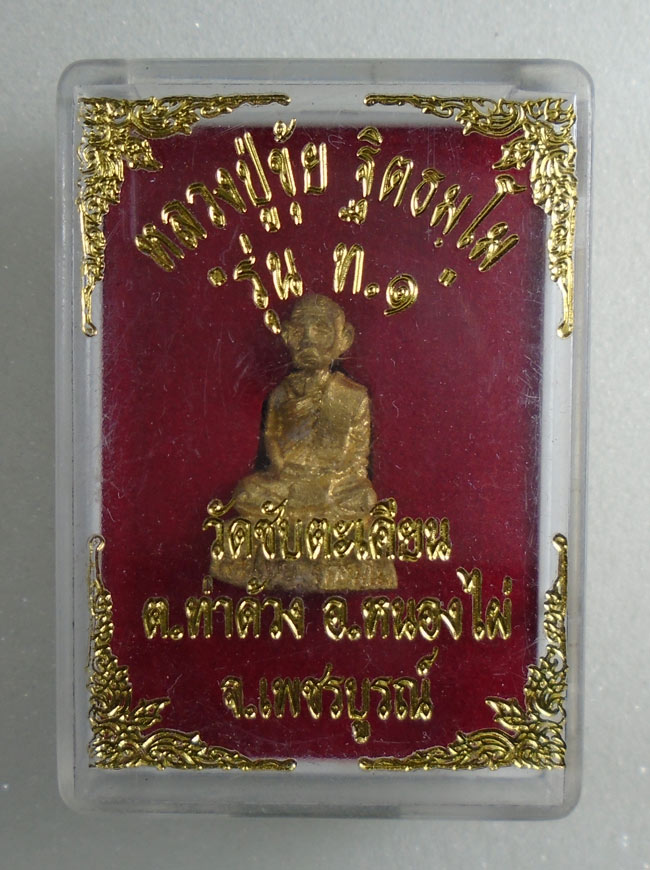 หลวงปู่ขุ้ย ฐิตธมฺโม
"รุ่น ท.๑"
วัดซับตะเคียน
ต.ท่าด้วง อ.หนองไผ่
จ.เพชรบูรณ์